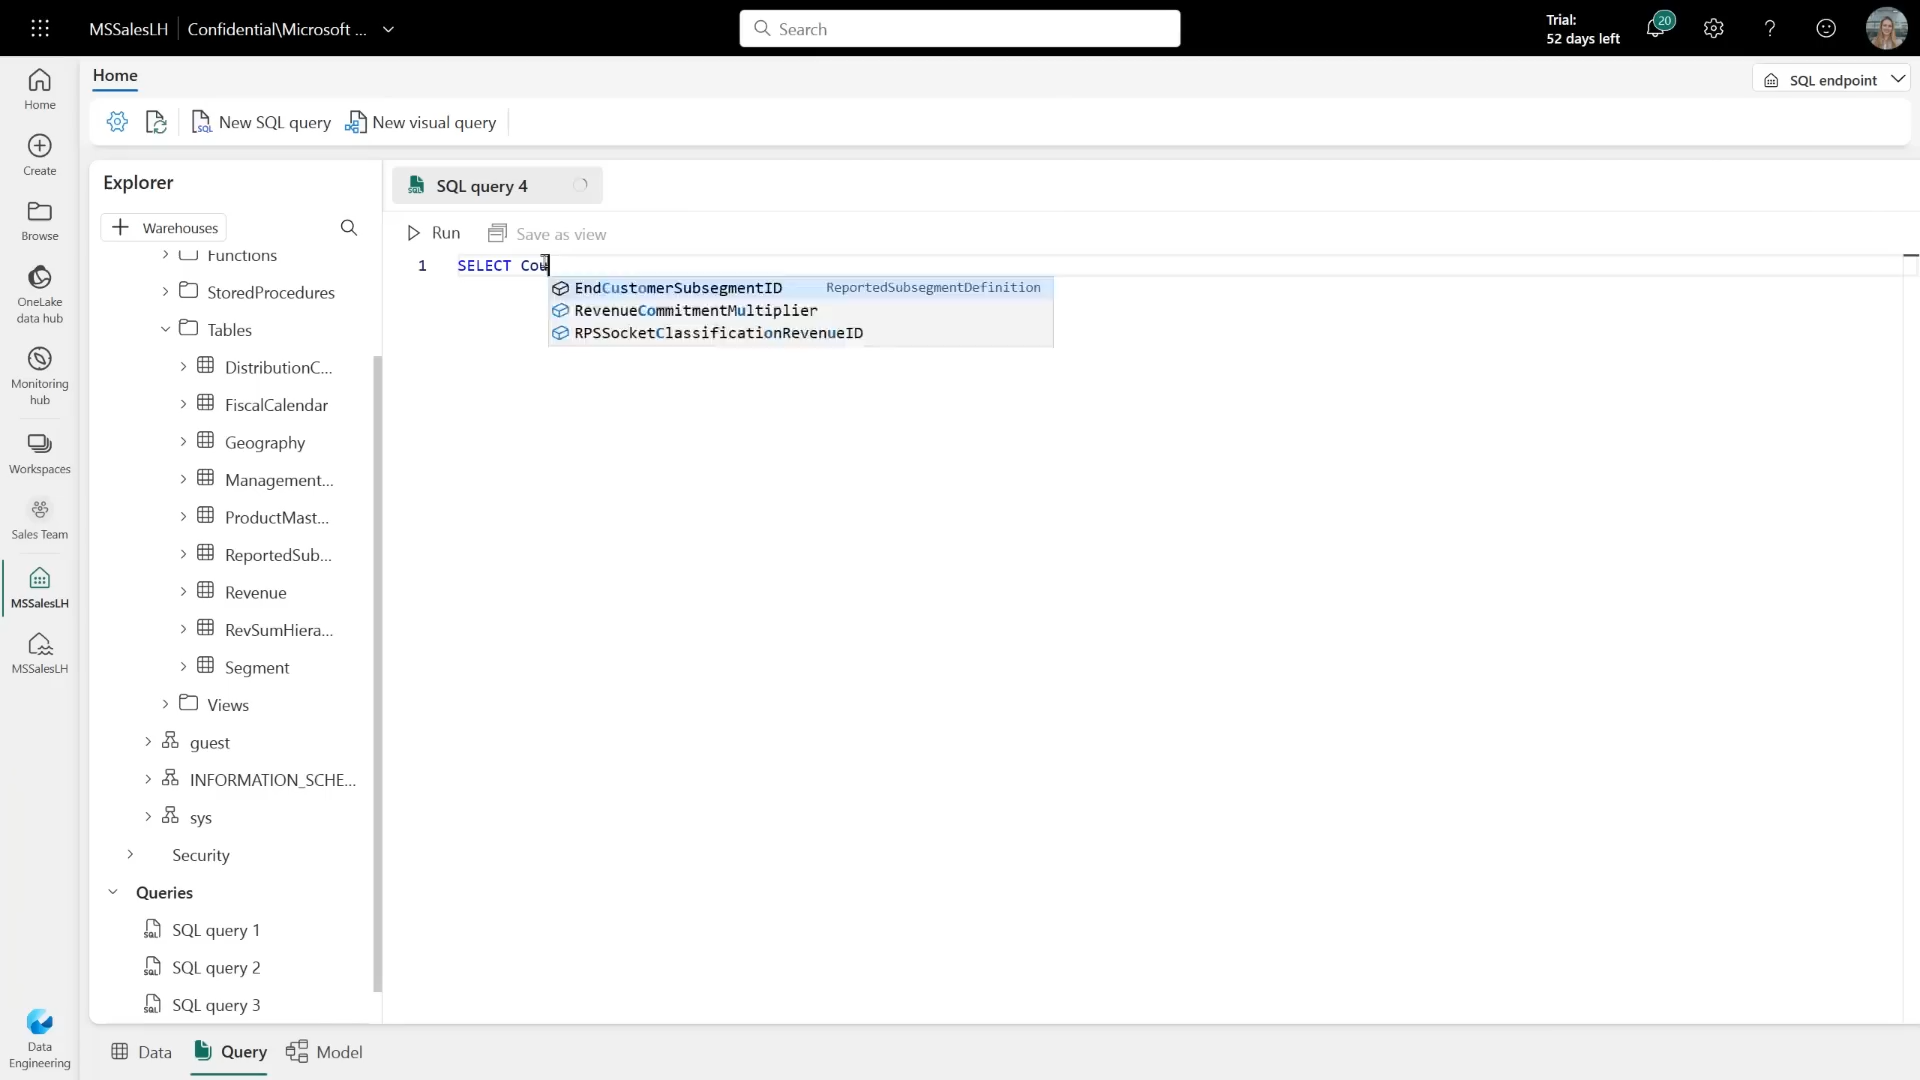 MSSalesLH
Confidential\Microsoft ...
Search
Trial:
52 days left
20
Home
SQL endpoint
New SQL query
New visual query
Home
Create
Browse
OneLake
data hub
Monitoring
hub
Workspaces
Sales Team
MSSalesLH
MSSalesLH
Data
Engineering
Explorer
Warehouses
Functions
StoredProcedures
Tables
DistributionC...
FiscalCalendar
Geography
Management...
ProductMast...
ReportedSub...
Revenue
RevSumHiera...
Segment
Views
guest
INFORMATION_SCHE...
sys
Security
Queries
SQL query 1
SQL query 2
SQL query 3
SQL query 4
Run
Save as view
1 SELECT Cou
EndCustomerSubsegmentID ReportedSubsegmentDefinition
RevenueCommitmentMultiplier
RPSSocketClassificationRevenueID
Data
Query
Model